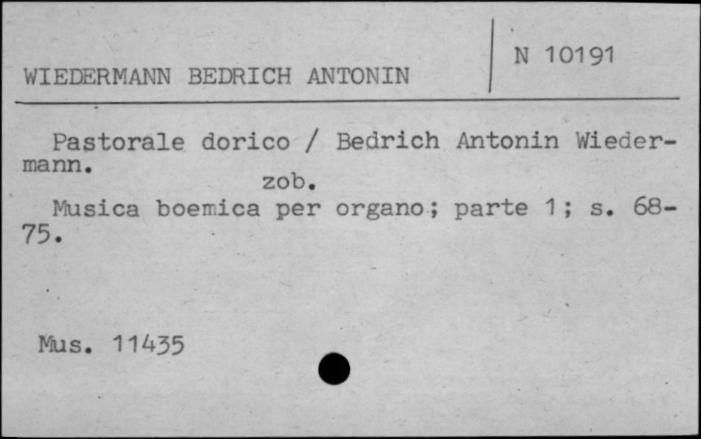 N 10191
WIEDERMANN BEDRICH ANTONIN
Pastorale dorico / Bedrich Antonin Wieder-
mann.
zob.
Musica boemica per organo; parte 1; s. 68-
75.
Mus. 11435